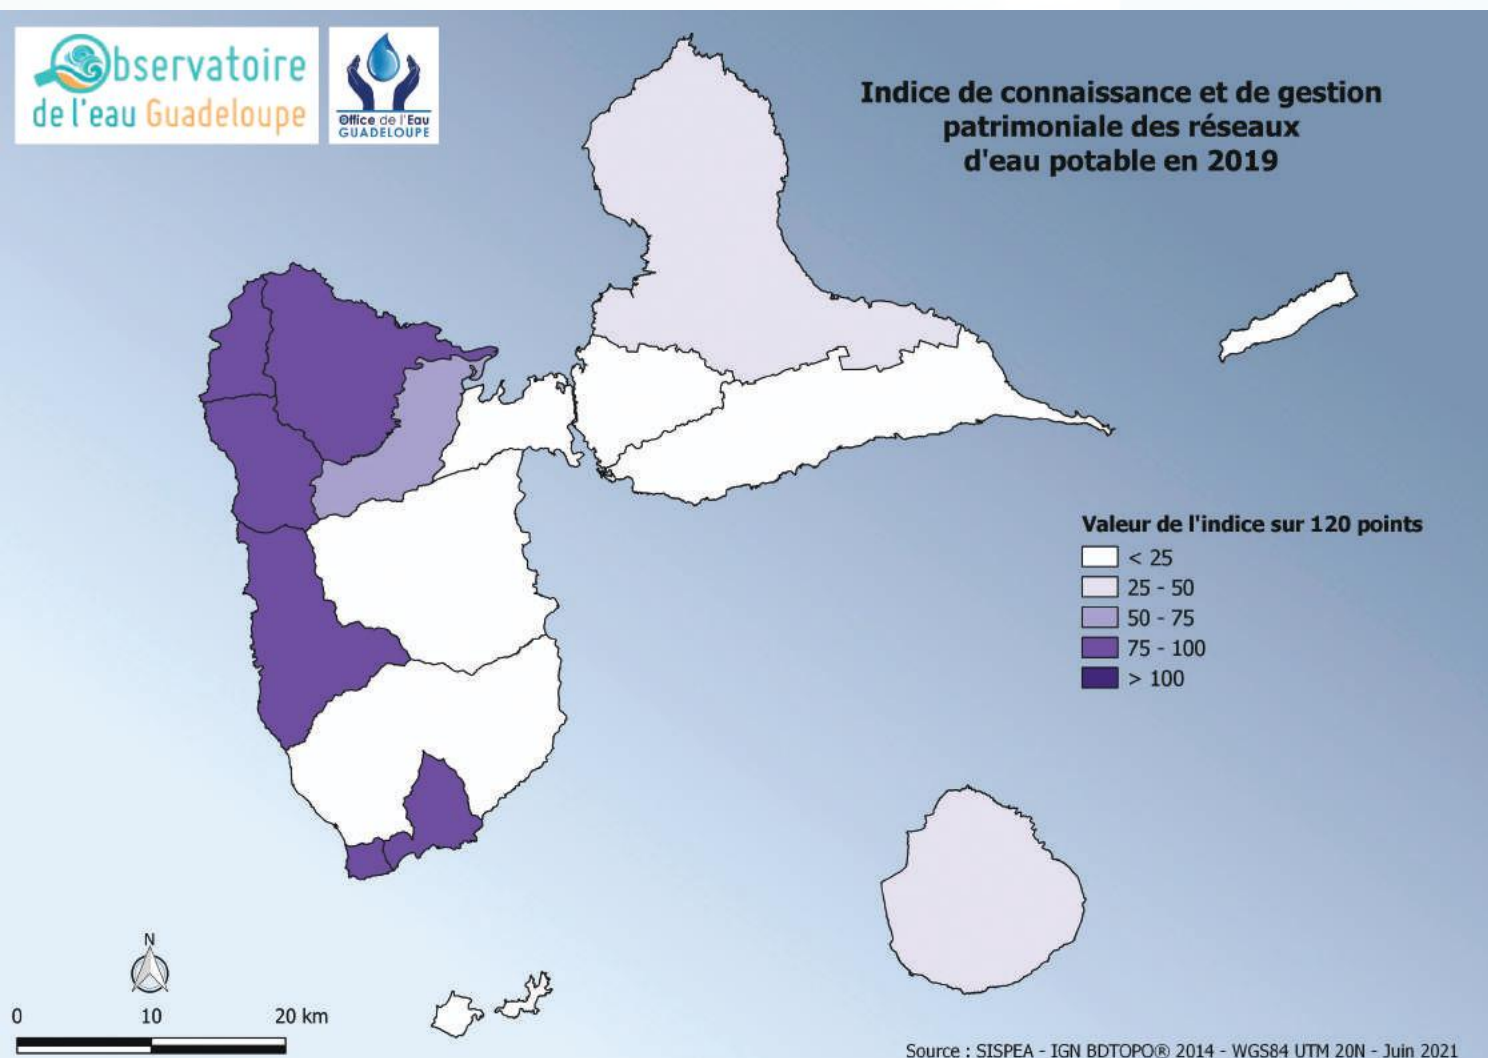 Observatoire
de l'eau Guadeloupe
Office de l'Eau
GUADELOUPE
Indice de connaissance et de gestion
patrimoniale des réseaux
d'eau potable en 2019
Valeur de l'indice sur 120 points
< 25
25 - 50
50 - 75
75 - 100
> 100
N
0 10 20 km
Source : SISPEA - IGN BDTOPO® 2014 - WGS84 UTM 20N - Juin 2021